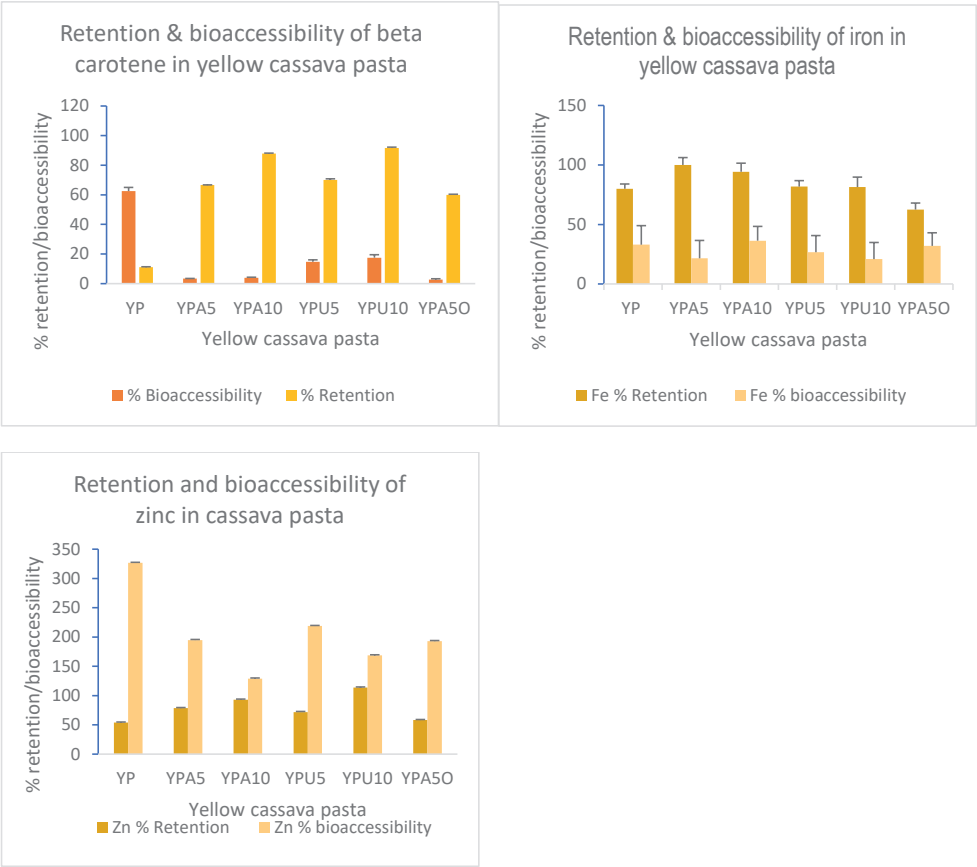 Retention & bioaccessibility of beta
carotene in yellow cassava pasta
% retention/bioaccessibility
120
100
80
60
40
20
0
YP YPA5 YPA10 YPU5 YPU10 YPA5O
Yellow cassava pasta
% Bioaccessibility % Retention
Retention & bioaccessibility of iron in
yellow cassava pasta
% retention/bioaccessibility
150
100
50
0
YP YPA5 YPA10 YPU5 YPU10 YPA5O
Yellow cassava pasta
Fe % Retention Fe % bioaccessibility
Retention and bioaccessibility of
zinc in cassava pasta
% retention/bioaccessibility
350
300
250
200
150
100
50
0
YP YPA5 YPA10 YPU5 YPU10 YPA5O
Yellow cassava pasta
Zn % Retention Zn % bioaccessibility